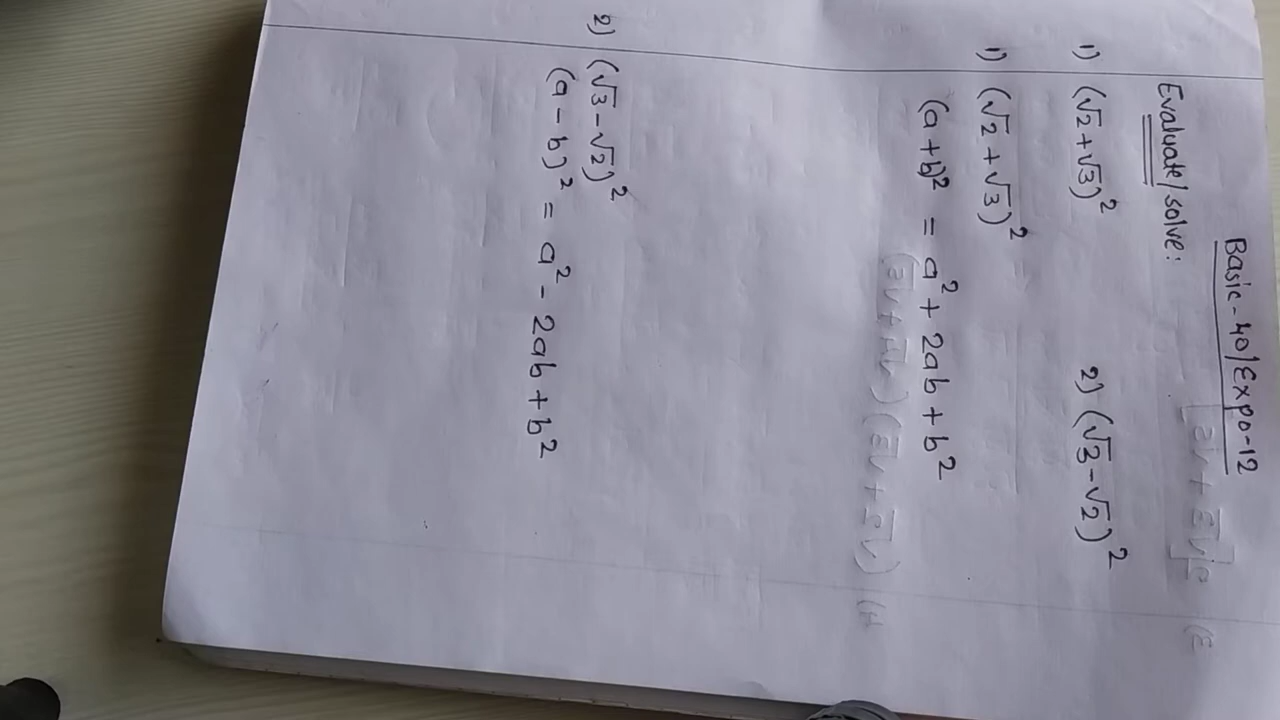 Basic-40/Expo-12
Evaluate/solve:
1) (√2+√3)² 2) (√3-√2)²
1) (√2+√3)²
(a+b)² = a²+2ab+b²
2) (√3-√2)²
(a-b)² = a²-2ab+b²